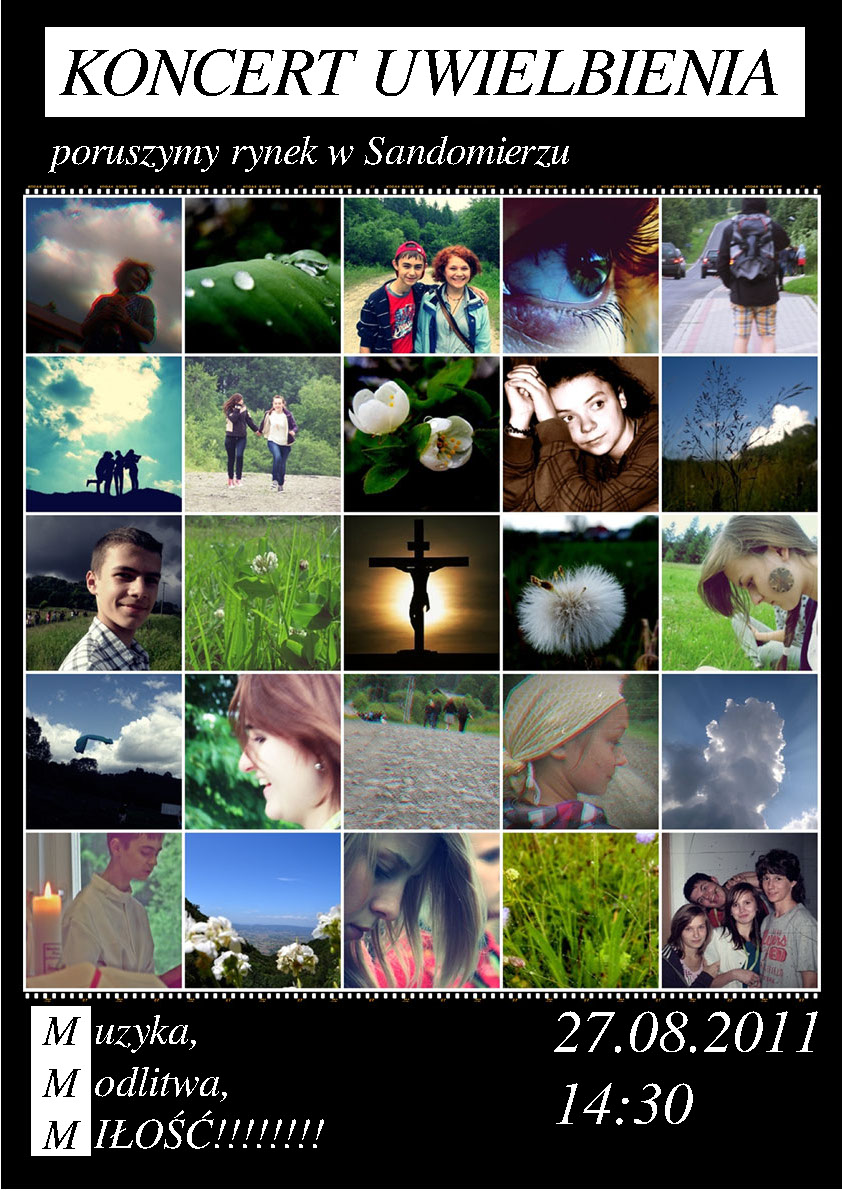 KONCERT UWIELBIENIA
poruszymy rynek w Sandomierzu
Muzyka,
Modlitwa,
MIŁOŚĆ!!!!!!!!
27.08.2011
14:30